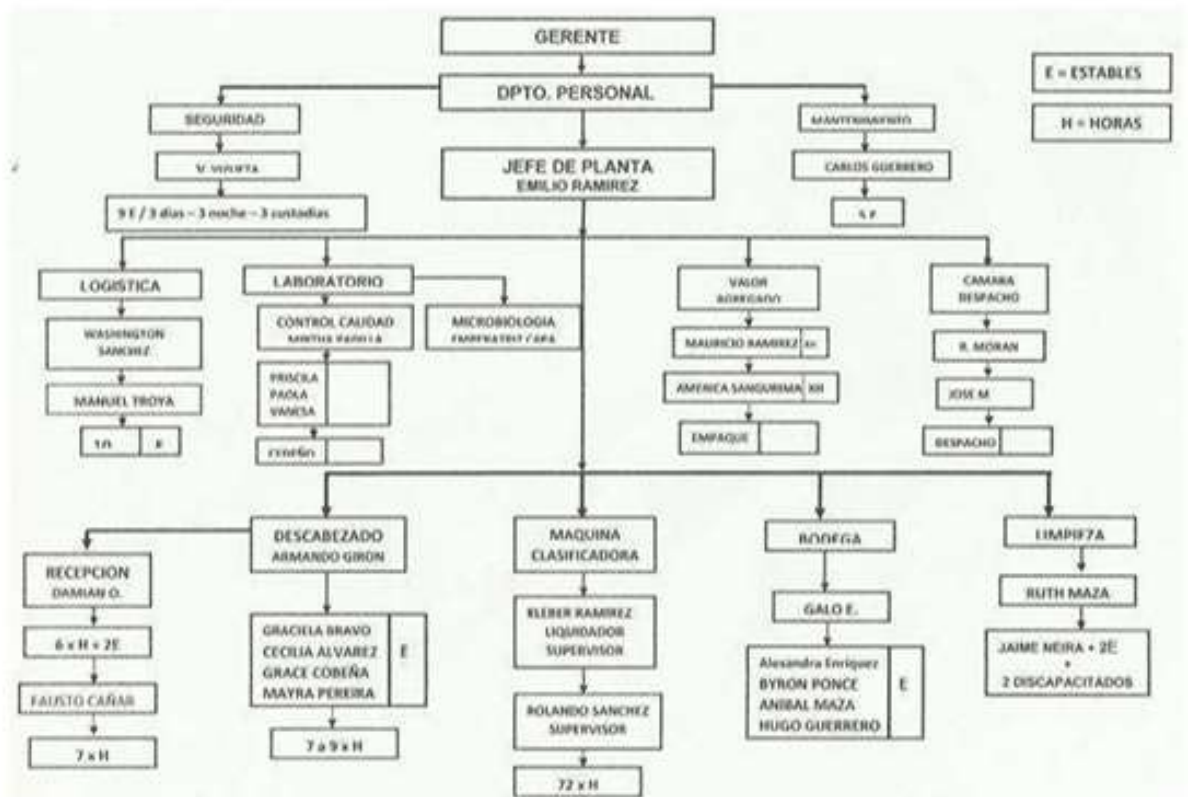 GERENTE
E = ESTABLES
DPTO. PERSONAL
H = HORAS
SEGURIDAD
MANTENIMIENTO
JEFE DE PLANTA
EMILIO RAMIREZ
CARLOS GUERRERO
9 E / 3 dias – 3 noche – 3 custodias
LOGISTICA
LABORATORIO
VALOR
AGREGADO
CAMARA
DESPACHO
WASHINGTON
SANCHEZ
CONTROL CALIDAD
MICROBIOLOGIA
MAURICIO RAMIREZ
R. MORAN
MANUEL TROYA
PRISCILA
PAOLA
VANESA
AMERICA SANGURIMA
JOSE M
EMPAQUE
DESPACHO
CEDEÑO
RECEPCION
DAMIAN O.
DESCABEZADO
ARMANDO GIRON
MAQUINA
CLASIFICADORA
BODEGA
LIMPIEZA
6 x H + 2E
GRACIELA BRAVO
CECILIA ALVAREZ
GRACE COBEÑA
MAYRA PEREIRA
E
KLEBER RAMIREZ
LIQUIDADOR
SUPERVISOR
GALO E.
RUTH MAZA
FAUSTO CAÑAR
ROLANDO SANCHEZ
SUPERVISOR
Alexandra Enriquez
BYRON PONCE
ANIBAL MAZA
HUGO GUERRERO
E
JAIME NEIRA + 2E
+
2 DISCAPACITADOS
7 x H
7 a 9 x H
72 x H